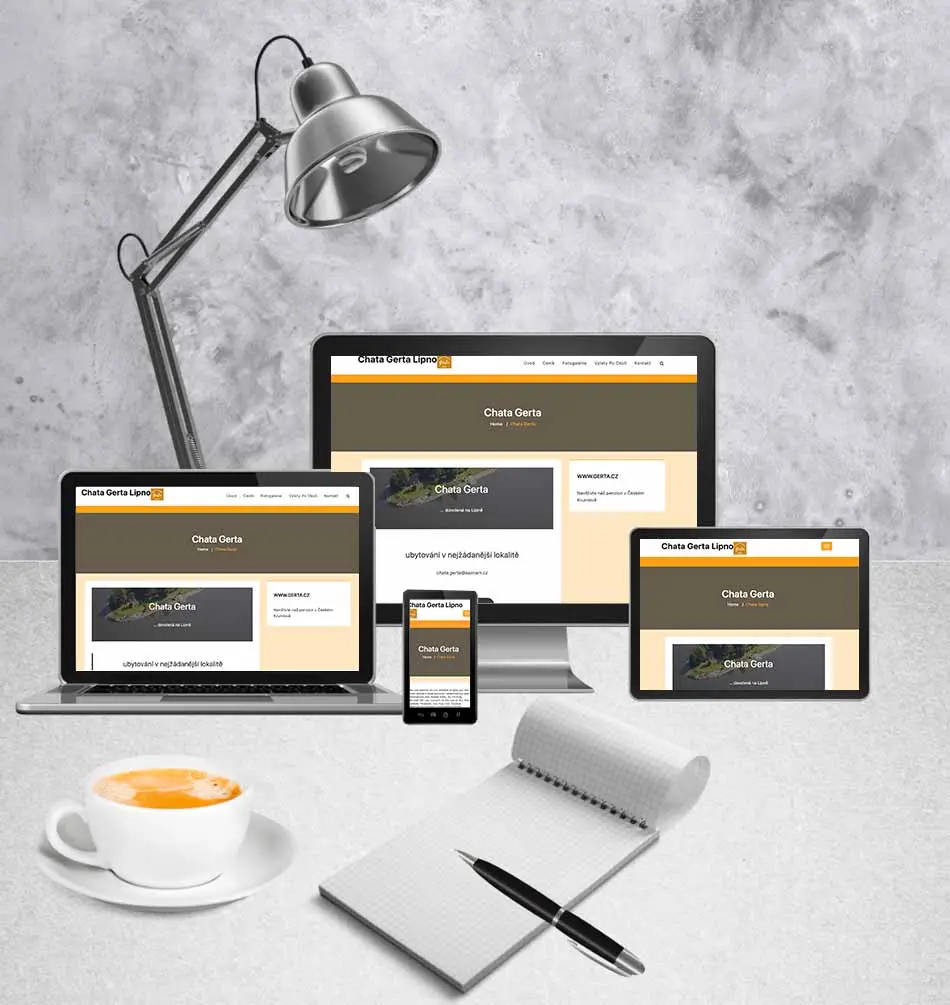 Chata Gerta Lipno
Úvod Ceník Fotogalerie Výlety Po Okolí Kontakt
Chata Gerta
Home | Chata Gerta
Chata Gerta
... dovolená na Lipně
WWW.GERTA.CZ
Navštivte náš penzion v Českém
Krumlově
ubytování v nejžádanější lokalitě
chata.gerta@seznam.cz
Chata Gerta Lipno
Úvod Ceník Fotogalerie Výlety Po Okolí Kontakt
Chata Gerta
Home | Chata Gerta
Chata Gerta
... dovolená na Lipně
WWW.GERTA.CZ
Navštivte náš penzion v Českém
Krumlově
ubytování v nejžádanější lokalitě
Chata Gerta Lipno
Chata Gerta
Home | Chata Gerta
Chata Gerta Lipno
Chata Gerta
Home | Chata Gerta
Chata Gerta
... dovolená na Lipně